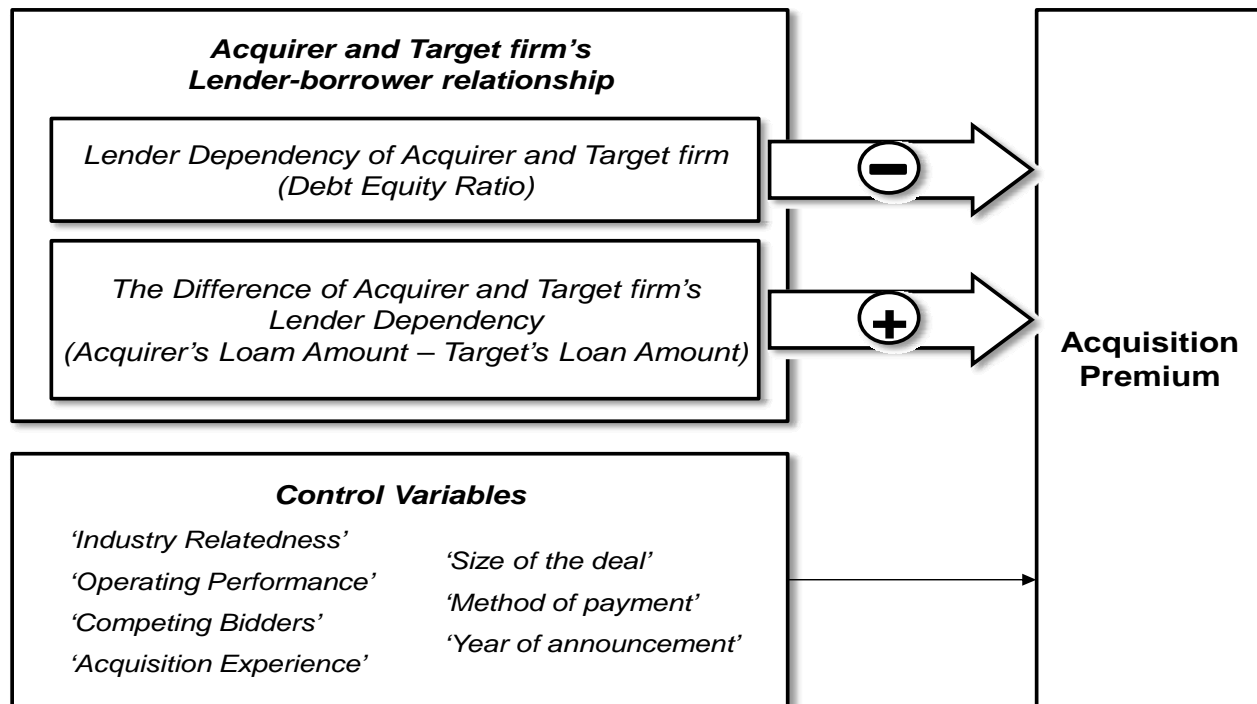 Acquirer and Target firm's
Lender-borrower relationship
Lender Dependency of Acquirer and Target firm
(Debt Equity Ratio)
−
The Difference of Acquirer and Target firm's
Lender Dependency
(Acquirer's Loam Amount – Target's Loan Amount)
+
Acquisition
Premium
Control Variables
‘Industry Relatedness’
‘Operating Performance’
‘Competing Bidders’
‘Acquisition Experience’
‘Size of the deal’
‘Method of payment’
‘Year of announcement’